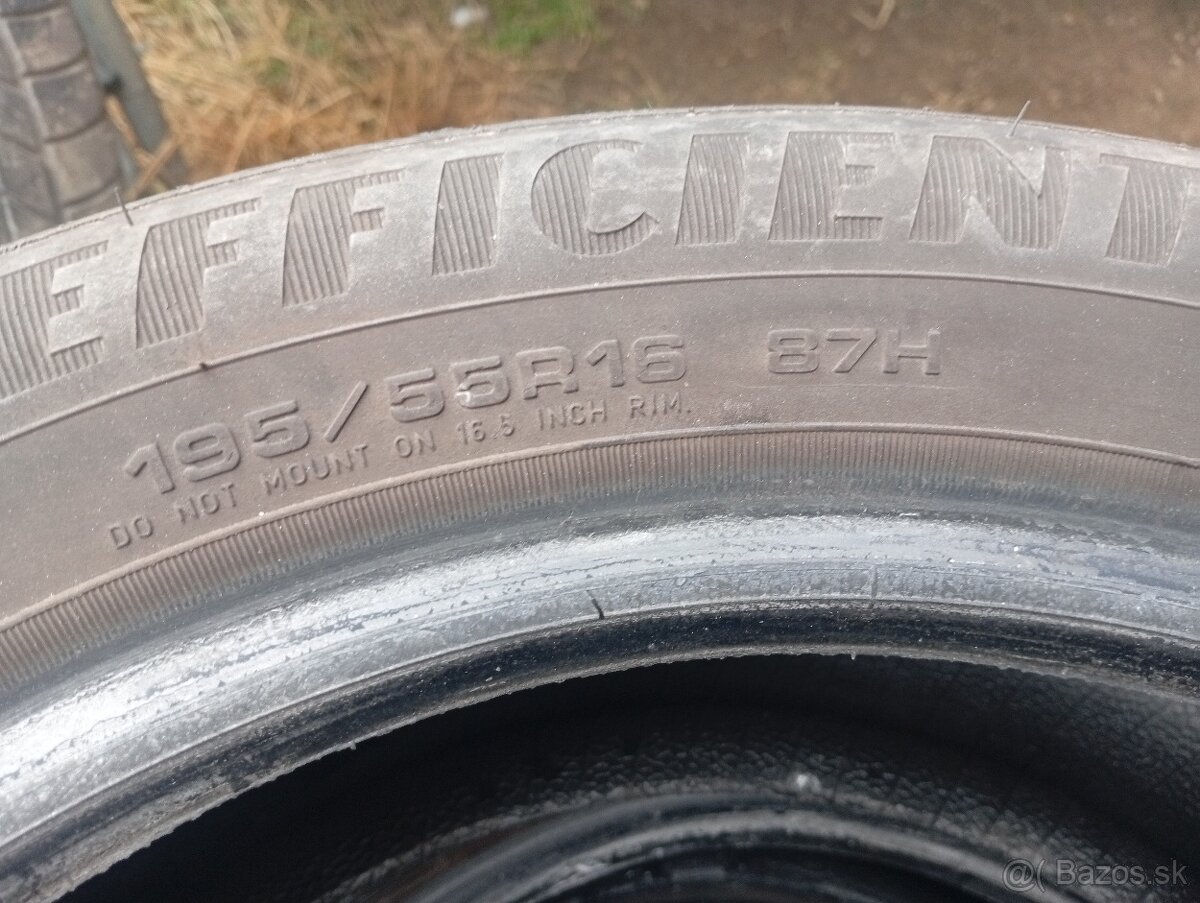 EFFICIENT
195/55R16 87H
DO NOT MOUNT ON 16.5 INCH RIM.
@( Bazos.sk